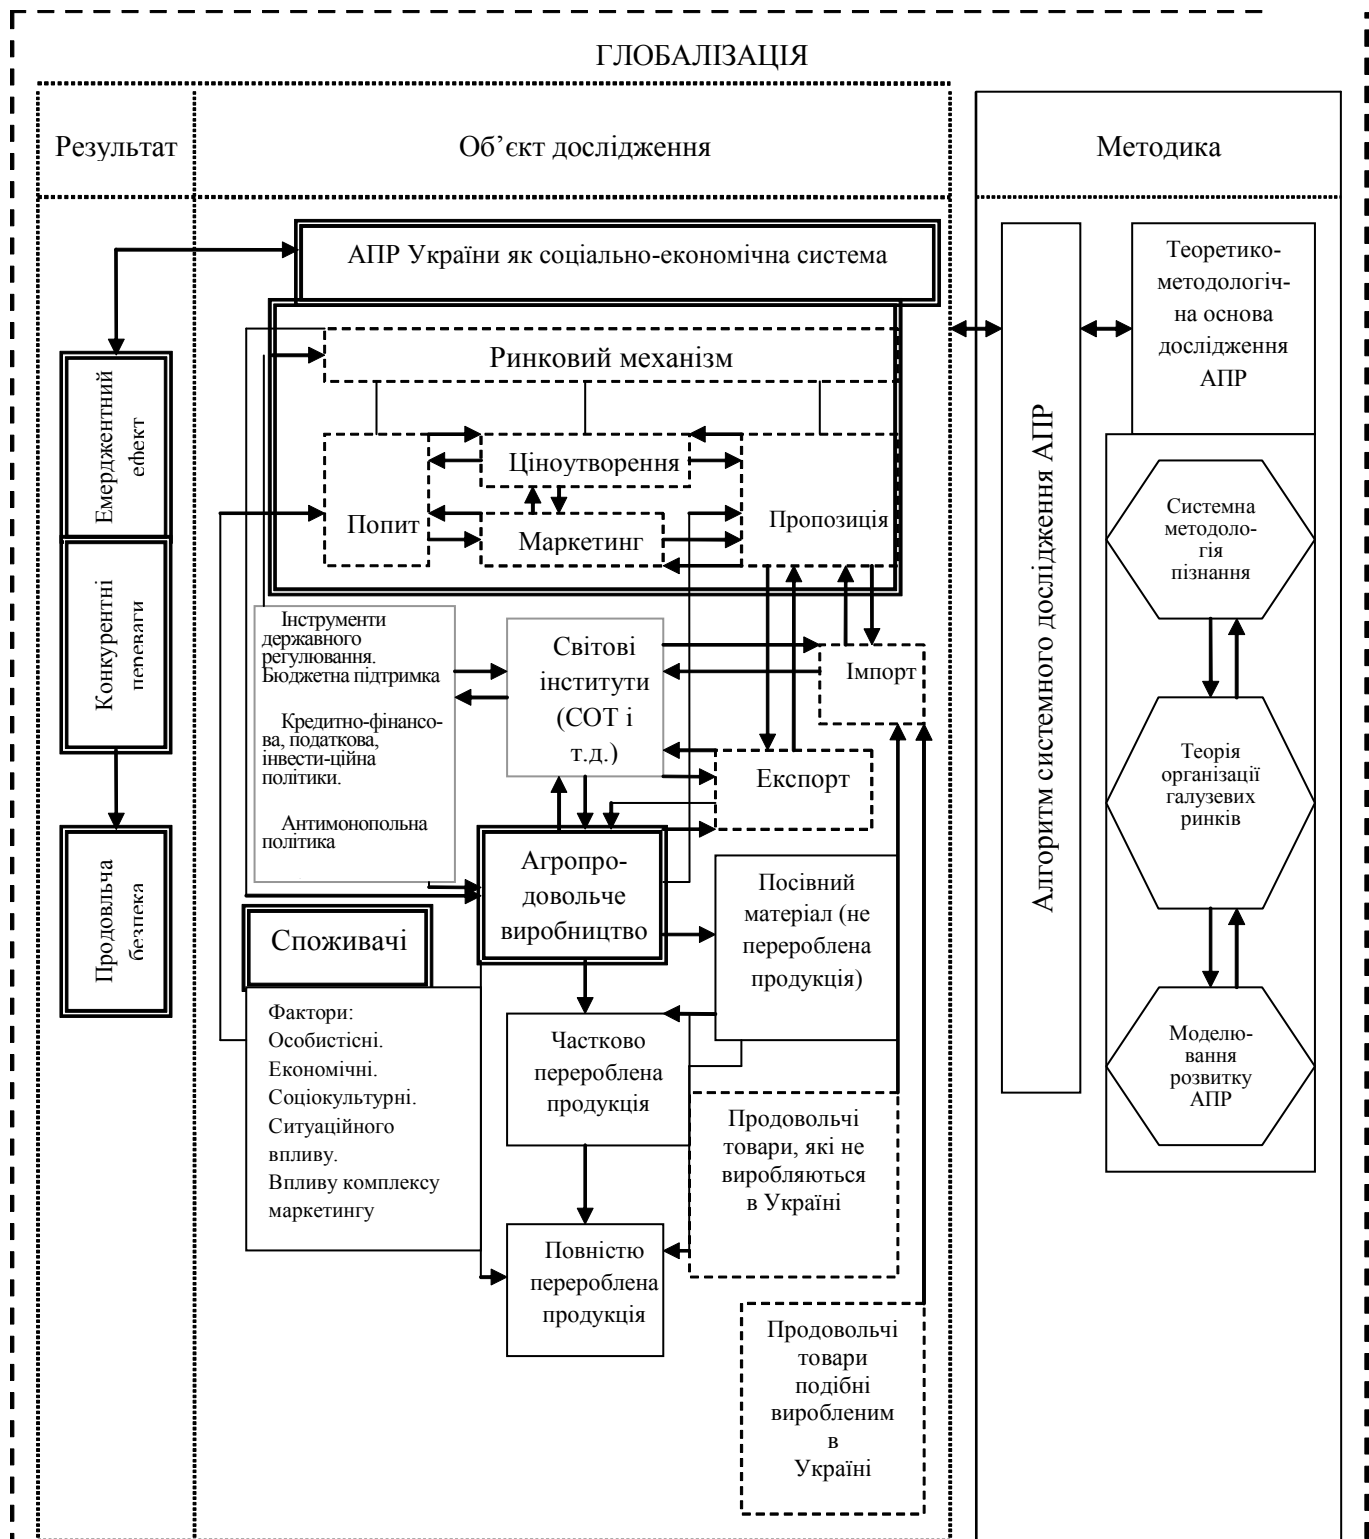 ГЛОБАЛІЗАЦІЯ
Результат
Об’єкт дослідження
Методика
АПР України як соціально-економічна система
Ринковий механізм
Попит
Ціноутворення
Маркетинг
Пропозиція
Емерджентний
ефект
Конкурентні
переваги
Продовльча
безпека
Інструменти
державного
регулювання.
Бюджетна підтримка
Кредитно-фінансо-
ва, податкова,
інвести-ційна
політики.
Антимонопольна
політика
Світові
інститути
(СОТ і
т.д.)
Імпорт
Експорт
Агропро-
довольче
виробництво
Споживачі
Фактори:
Особистісні.
Економічні.
Соціокультурні.
Ситуаційного
впливу.
Впливу комплексу
маркетингу
Посівний
матеріал (не
перероблена
продукція)
Частково
перероблена
продукція
Повністю
перероблена
продукція
Продовольчі
товари, які не
виробляються
в Україні
Продовольчі
товари
подібні
виробленим
в
Україні
Алгоритм системного дослідження АПР
Теоретико-
методологіч-
на основа
дослідження
АПР
Системна
методоло-
гія
пізнання
Теорія
організації
галузевих
ринків
Моделю-
вання
розвитку
АПР